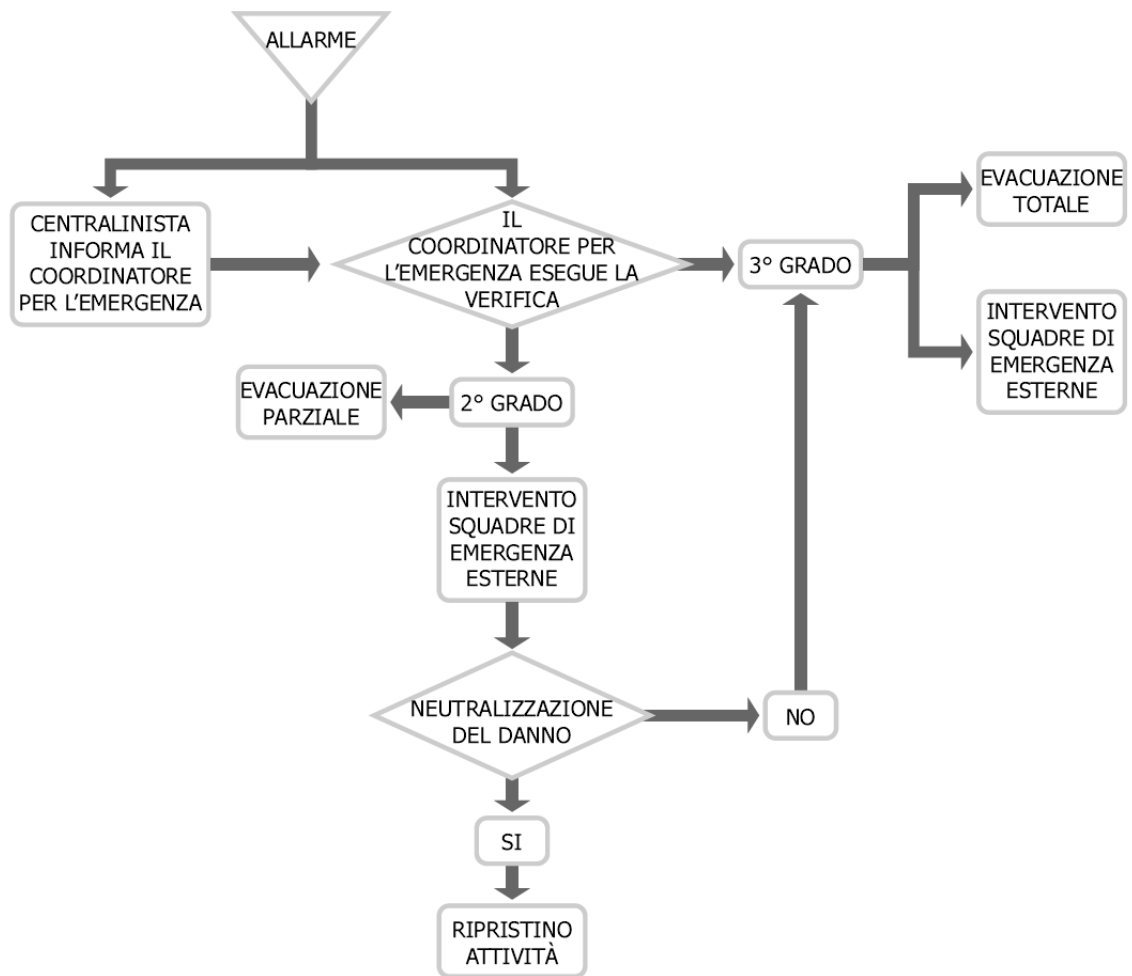 ALLARME
CENTRALINISTA
INFORMA IL
COORDINATORE
PER L'EMERGENZA
IL
COORDINATORE PER
L'EMERGENZA ESEGUE LA
VERIFICA
3° GRADO
EVACUAZIONE
TOTALE
INTERVENTO
SQUADRE DI
EMERGENZA
ESTERNE
EVACUAZIONE
PARZIALE
2° GRADO
INTERVENTO
SQUADRE DI
EMERGENZA
ESTERNE
NEUTRALIZZAZIONE
DEL DANNO
NO
SI
RIPRISTINO
ATTIVITÀ